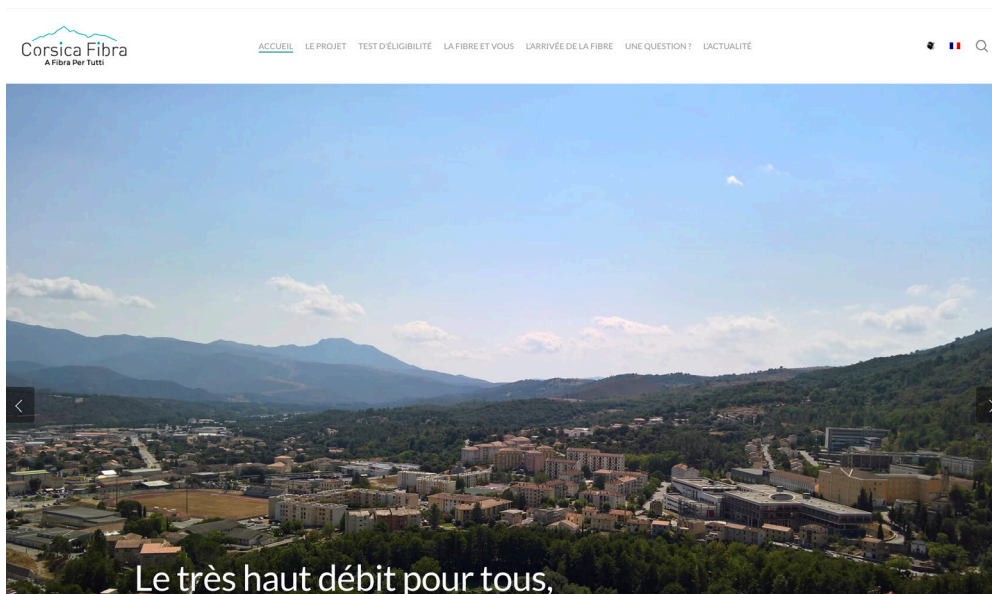 Corsica Fibra
A Fibra Per Tutti
ACCUEIL LE PROJET TEST D'ÉLIGIBILITÉ LA FIBRE ET VOUS L'ARRIVÉE DE LA FIBRE UNE QUESTION ? L'ACTUALITÉ
Le très haut débit pour tous,